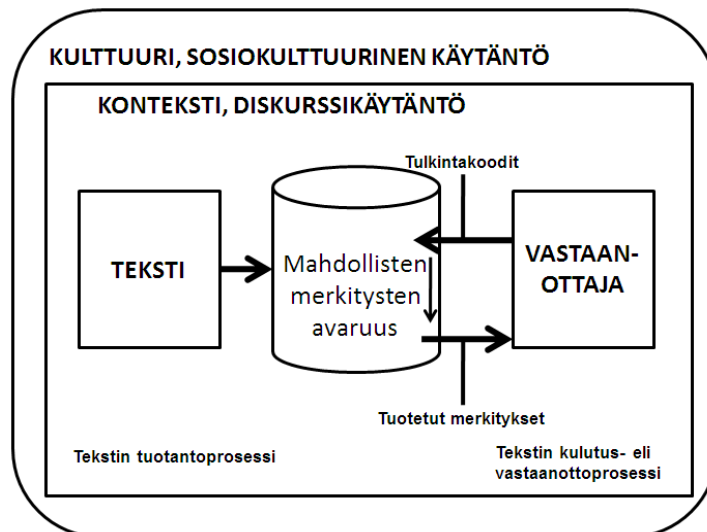 KULTTUURI, SOSIOKULTTUURINEN KÄYTÄNTÖ
KONTEKSTI, DISKURSSIKÄYTÄNTÖ
Tulkintakoodit
TEKSTI
Mahdollisten
merkitysten
avaruus
VASTAAN-
OTTAJA
Tuotetut merkitykset
Tekstin tuotantoprosessi
Tekstin kulutus- eli
vastaanottoprosessi